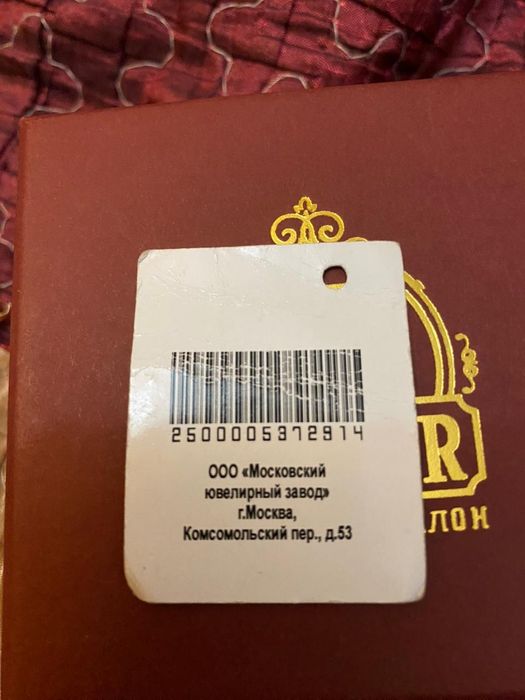 2500005372914
ООО «Московский
ювелирный завод»
г.Москва,
Комсомольский пер., д.53
R